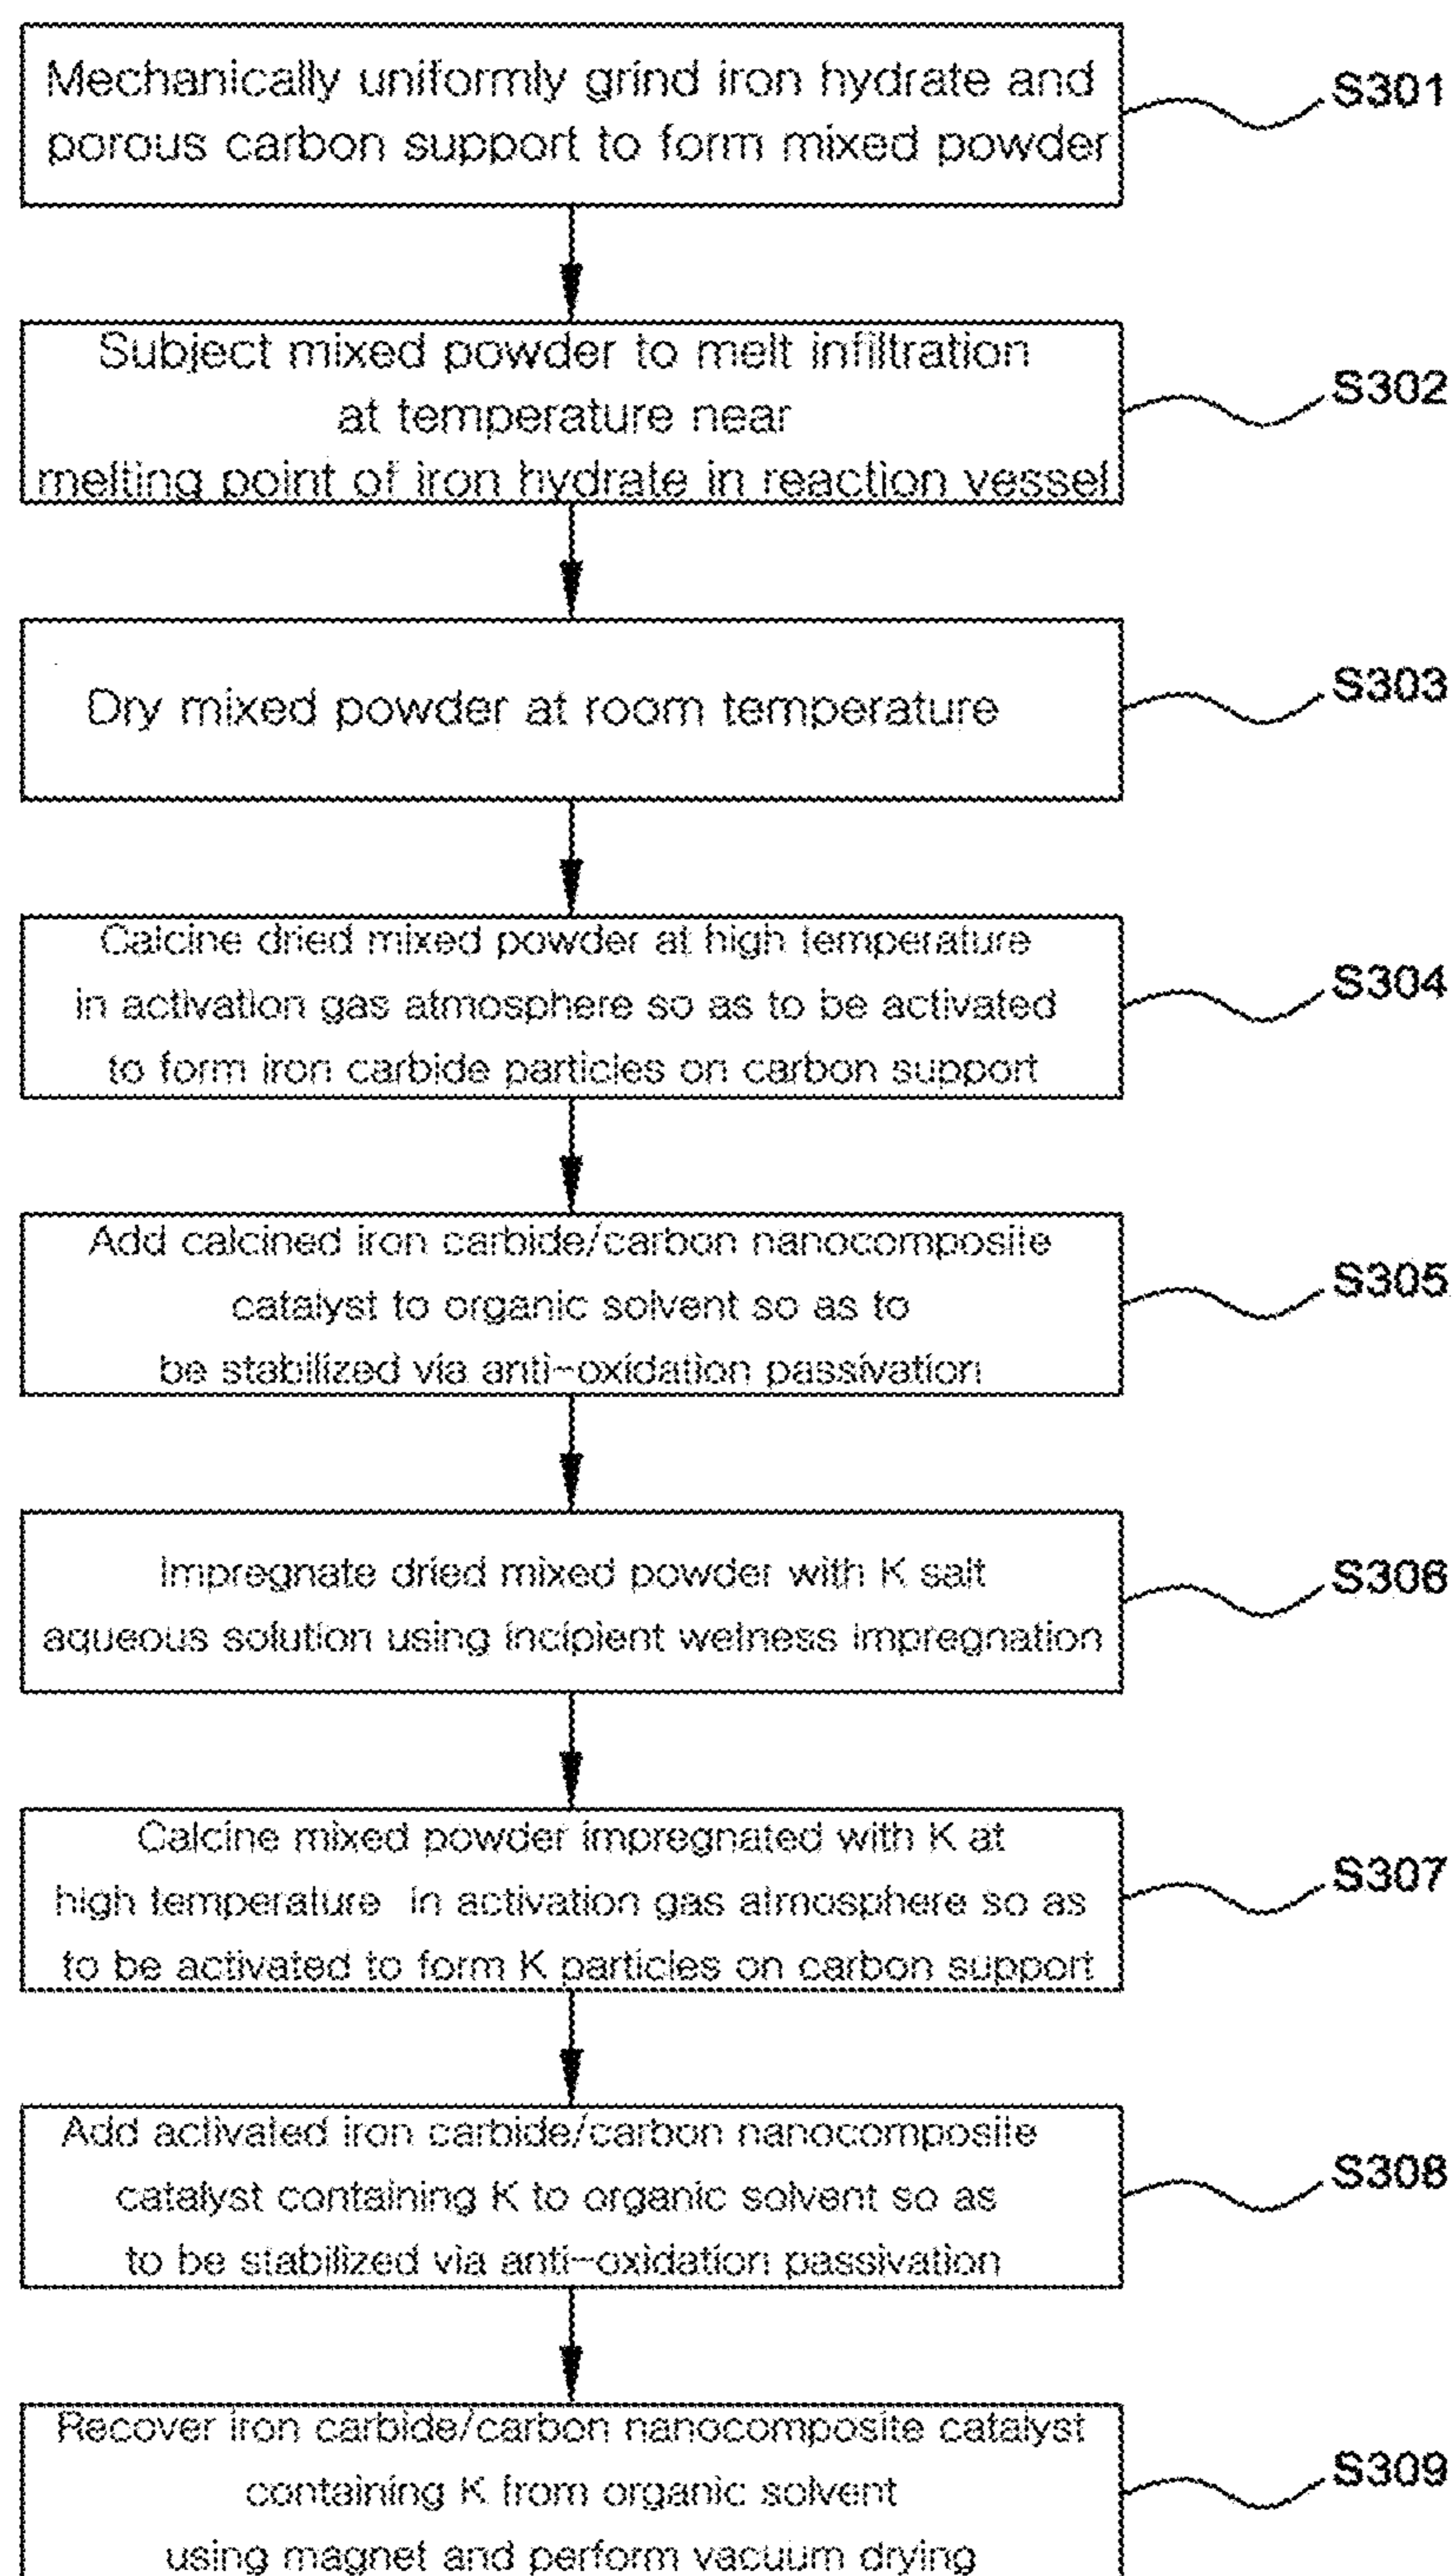 Mechanically uniformly grind iron hydrate and
porous carbon support to form mixed powder
S301
Subject mixed powder to melt infiltration
at temperature near
melting point of iron hydrate in reaction vessel
S302
Dry mixed powder at room temperature
S303
Calcine dried mixed powder at high temperature
in activation gas atmosphere so as to be activated
to form iron carbide particles on carbon support
S304
Add calcined iron carbide/carbon nanocomposite
catalyst to organic solvent so as to
be stabilized via anti-oxidation passivation
S305
Impregnate dried mixed powder with K salt
aqueous solution using incipient wetness impregnation
S306
Calcine mixed powder impregnated with K at
high temperature in activation gas atmosphere so as
to be activated to form K particles on carbon support
S307
Add activated iron carbide/carbon nanocomposite
catalyst containing K to organic solvent so as
to be stabilized via anti-oxidation passivation
S308
Recover iron carbide/carbon nanocomposite catalyst
containing K from organic solvent
using magnet and perform vacuum drying
S309